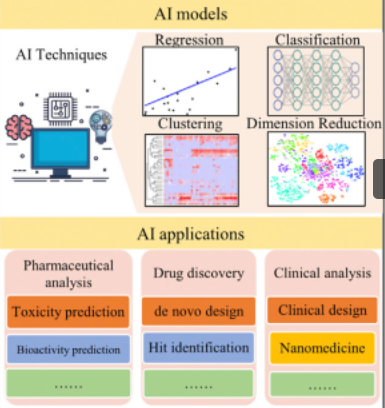 AI models
AI Techniques
Regression
Classification
Clustering
Dimension Reduction
AI applications
Pharmaceutical
analysis
Toxicity prediction
Bioactivity prediction
......
Drug discovery
de novo design
Hit identification
......
Clinical analysis
Clinical design
Nanomedicine
......